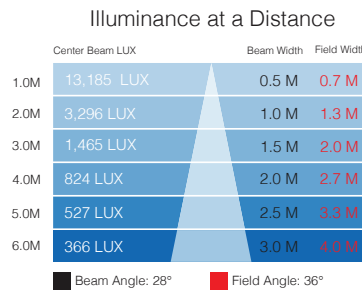 Illuminance at a Distance
Center Beam LUX Beam Width Field Width
1.0M 13,185 LUX 0.5 M 0.7 M
2.0M 3,296 LUX 1.0 M 1.3 M
3.0M 1,465 LUX 1.5 M 2.0 M
4.0M 824 LUX 2.0 M 2.7 M
5.0M 527 LUX 2.5 M 3.3 M
6.0M 366 LUX 3.0 M 4.0 M
Beam Angle: 28° Field Angle: 36°